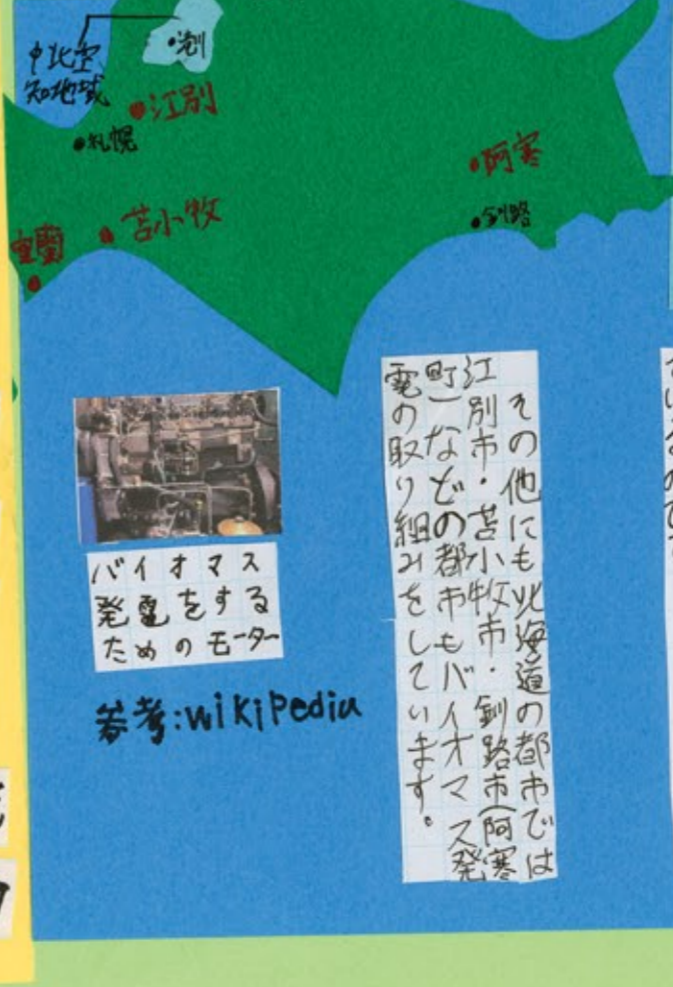 中北空
知地域
滝川
江別
札幌
阿寒
釧路
苫小牧
室蘭
その他にも北海道の都市では
江別市・苫小牧市・釧路市(阿寒
町)などの都市もバイオマス発
電の取り組みをしています。
バイオマス
発電をする
ためのモーター
参考:wikipedia